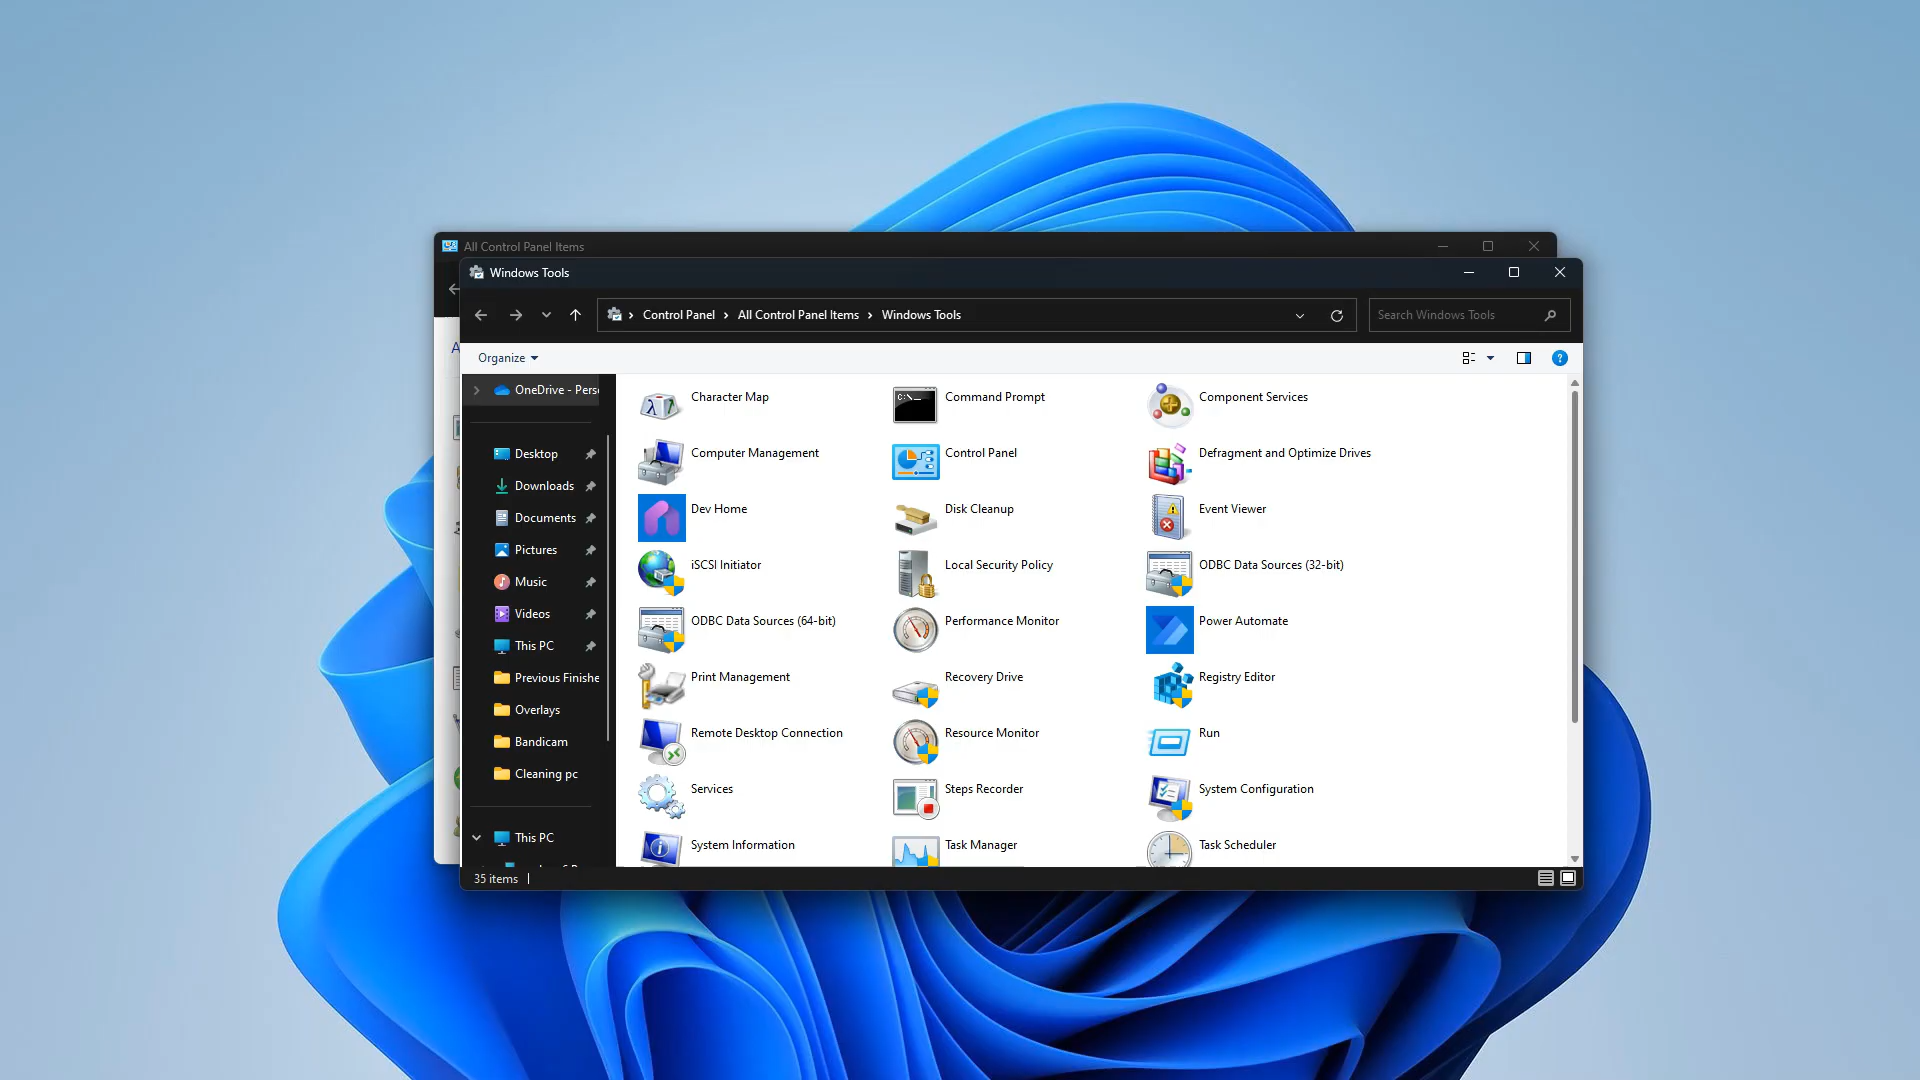 All Control Panel Items
Windows Tools
Control Panel > All Control Panel Items > Windows Tools
Search Windows Tools
Organize
OneDrive - Pers
Desktop
Downloads
Documents
Pictures
Music
Videos
This PC
Previous Finishe
Overlays
Bandicam
Cleaning pc
This PC
Character Map
Command Prompt
Component Services
Computer Management
Control Panel
Defragment and Optimize Drives
Dev Home
Disk Cleanup
Event Viewer
iSCSI Initiator
Local Security Policy
ODBC Data Sources (32-bit)
ODBC Data Sources (64-bit)
Performance Monitor
Power Automate
Print Management
Recovery Drive
Registry Editor
Remote Desktop Connection
Resource Monitor
Run
Services
Steps Recorder
System Configuration
System Information
Task Manager
Task Scheduler
35 items